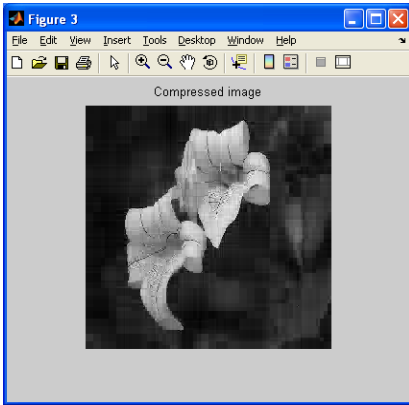 Figure 3
File Edit View Insert Tools Desktop Window Help
Compressed image